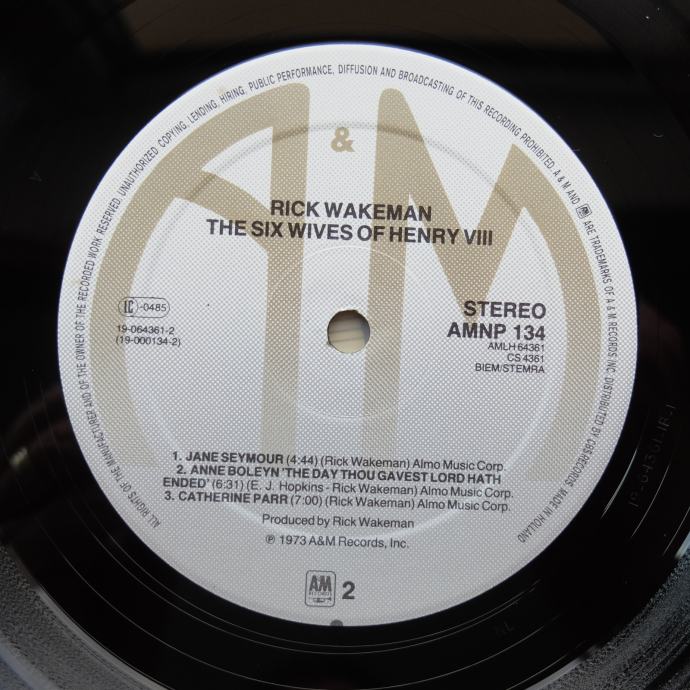 ALL RIGHTS OF THE MANUFACTURER AND OF THE OWNER OF THE RECORDED WORK RESERVED. UNAUTHORIZED COPYING, LENDING, HIRING, PUBLIC PERFORMANCE, DIFFUSION AND BROADCASTING OF THIS RECORDING PROHIBITED. A & M AND AM ARE TRADEMARKS OF A & M RECORDS INC. DISTRIBUTED BY CBS-RECORDS MADE IN HOLLAND
A & M
RICK WAKEMAN
THE SIX WIVES OF HENRY VIII
LC-0485
19-064361-2
(19-000134-2)
STEREO
AMNP 134
AMLH 64361
CS 4361
BIEM/STEMRA
1. JANE SEYMOUR (4:44) (Rick Wakeman) Almo Music Corp.
2. ANNE BOLEYN 'THE DAY THOU GAVEST LORD HATH
ENDED' (6:31) (E. J. Hopkins - Rick Wakeman) Almo Music Corp.
3. CATHERINE PARR (7:00) (Rick Wakeman) Almo Music Corp.
Produced by Rick Wakeman
℗ 1973 A&M Records, Inc.
AM
RECORDS
2